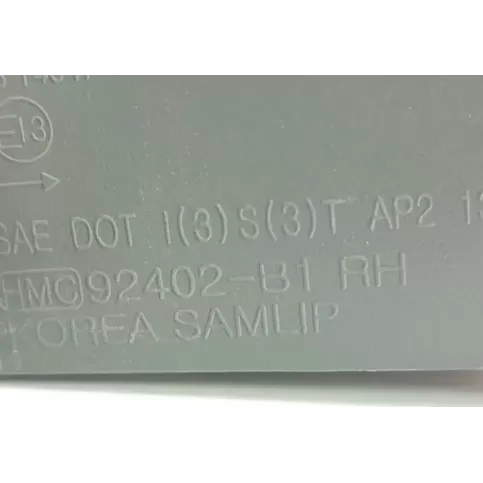 E13
SAE DOT I(3)S(3)T AP2 13
HMC 92402-B1 RH
KOREA SAMLIP